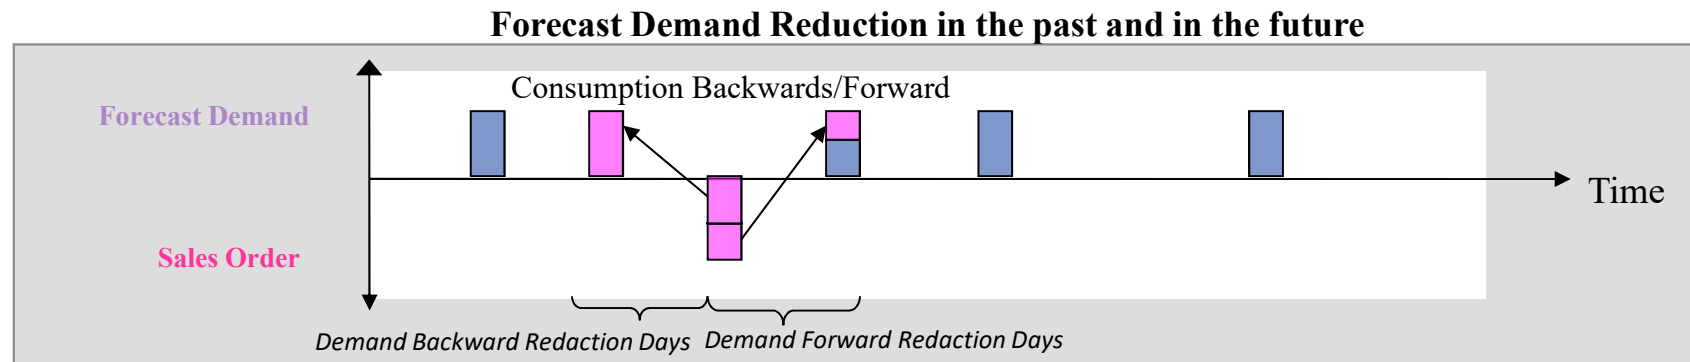 Forecast Demand Reduction in the past and in the future
Consumption Backwards/Forward
Forecast Demand
Time
Sales Order
Demand Backward Redaction Days
Demand Forward Redaction Days